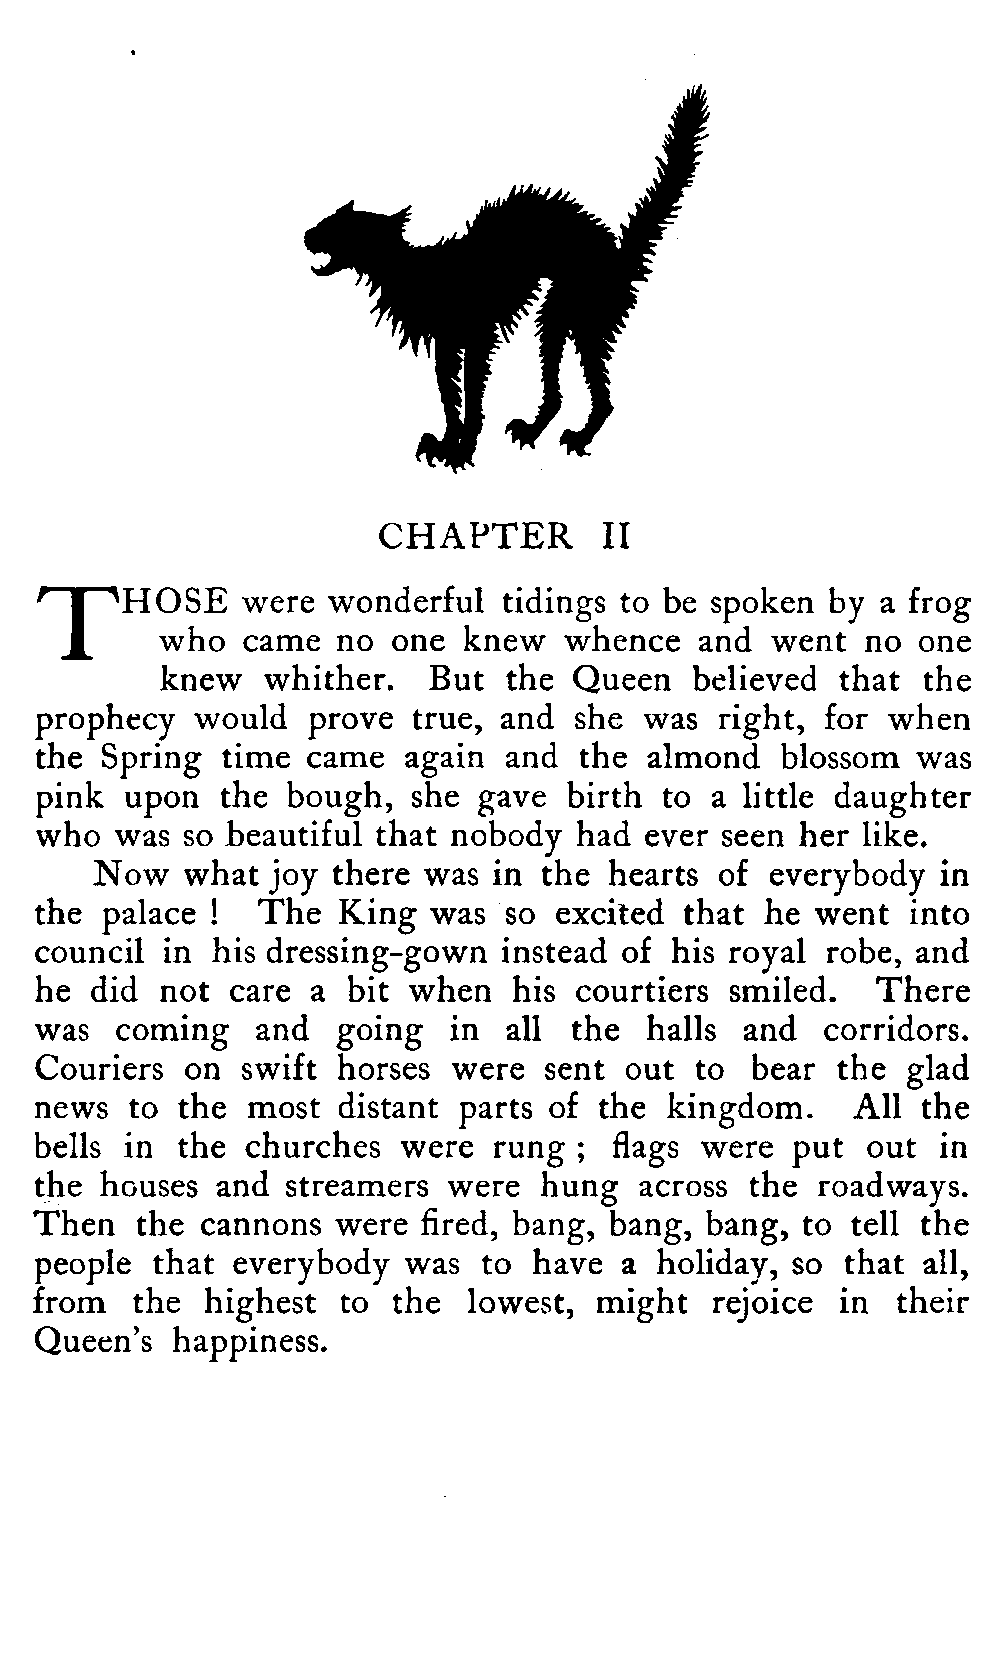 CHAPTER II
THOSE were wonderful tidings to be spoken by a frog
who came no one knew whence and went no one
knew whither. But the Queen believed that the
prophecy would prove true, and she was right, for when
the Spring time came again and the almond blossom was
pink upon the bough, she gave birth to a little daughter
who was so beautiful that nobody had ever seen her like.
Now what joy there was in the hearts of everybody in
the palace ! The King was so excited that he went into
council in his dressing-gown instead of his royal robe, and
he did not care a bit when his courtiers smiled. There
was coming and going in all the halls and corridors.
Couriers on swift horses were sent out to bear the glad
news to the most distant parts of the kingdom. All the
bells in the churches were rung ; flags were put out in
the houses and streamers were hung across the roadways.
Then the cannons were fired, bang, bang, bang, to tell the
people that everybody was to have a holiday, so that all,
from the highest to the lowest, might rejoice in their
Queen's happiness.